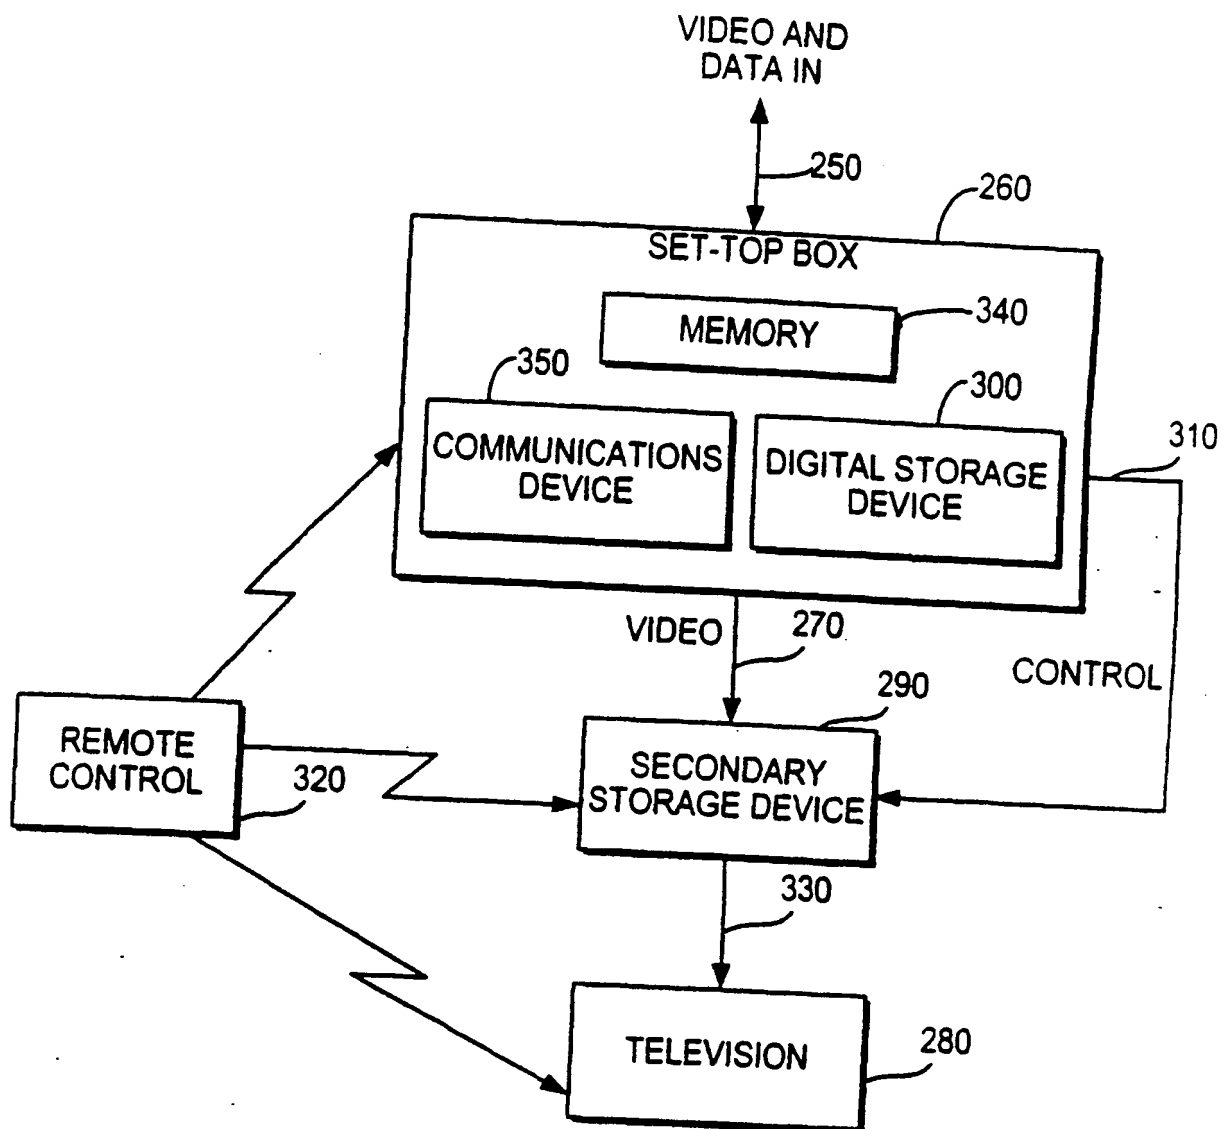 VIDEO AND
DATA IN
250
260
SET-TOP BOX
MEMORY
340
350
300
COMMUNICATIONS
DEVICE
DIGITAL STORAGE
DEVICE
310
VIDEO
270
CONTROL
290
REMOTE
CONTROL
320
SECONDARY
STORAGE DEVICE
330
TELEVISION
280